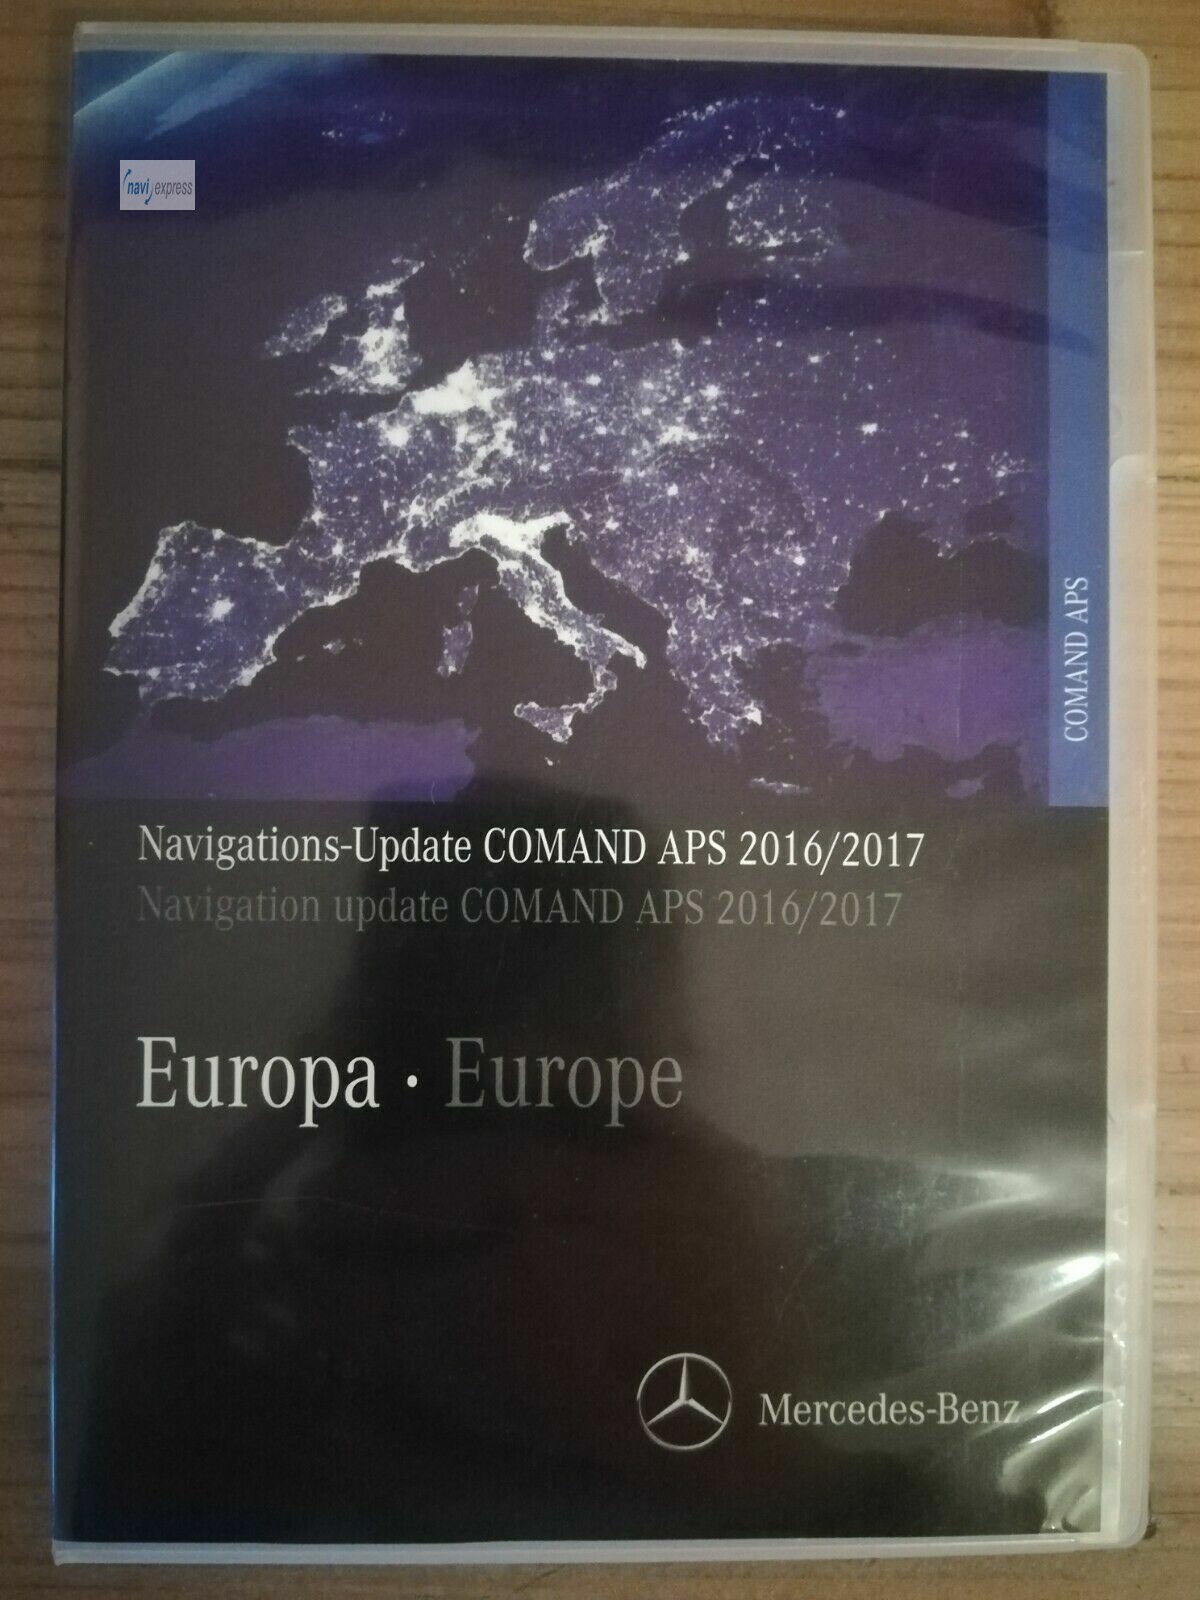 navi express
COMAND APS
Navigations-Update COMAND APS 2016/2017
Navigation update COMAND APS 2016/2017
Europa · Europe
Mercedes-Benz